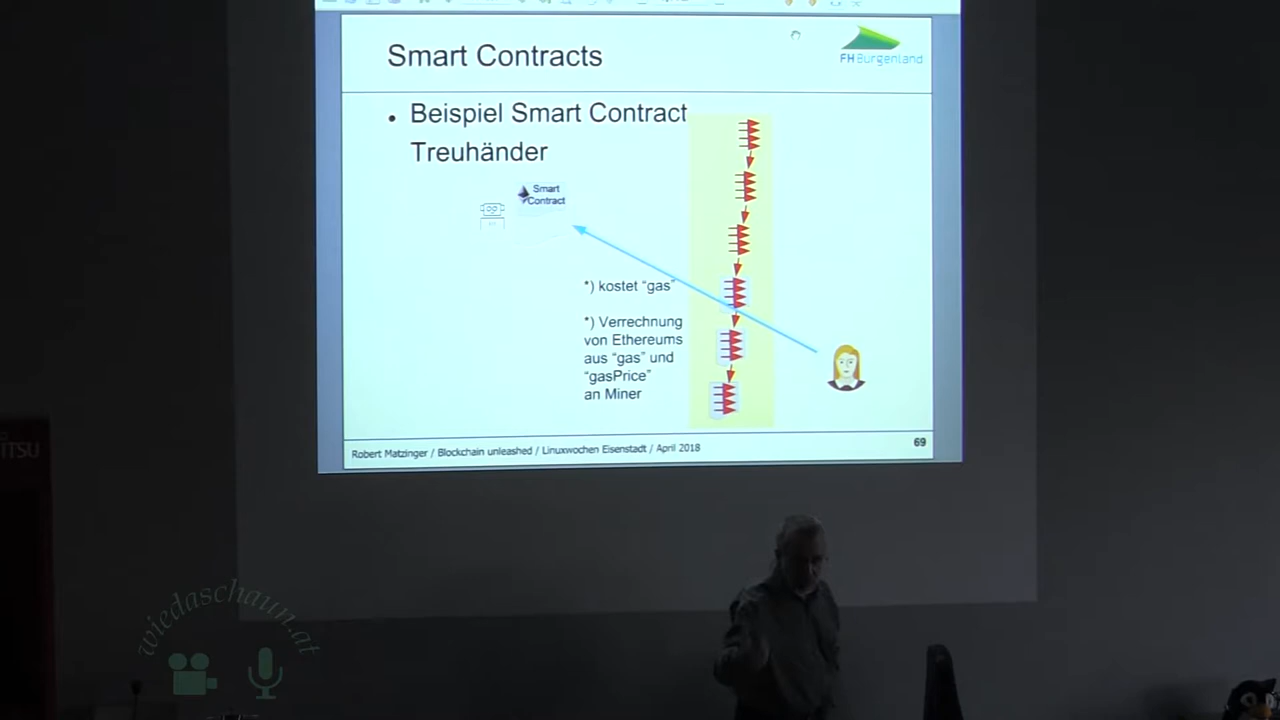 Smart Contracts
FH Burgenland
• Beispiel Smart Contract
Treuhänder
Smart
Contract
*) kostet “gas”
*) Verrechnung
von Ethereums
aus “gas” und
“gasPrice”
an Miner
Robert Matzinger / Blockchain unleashed / Linuxwochen Eisenstadt / April 2018
69
ITSU
wiedaschaun.at